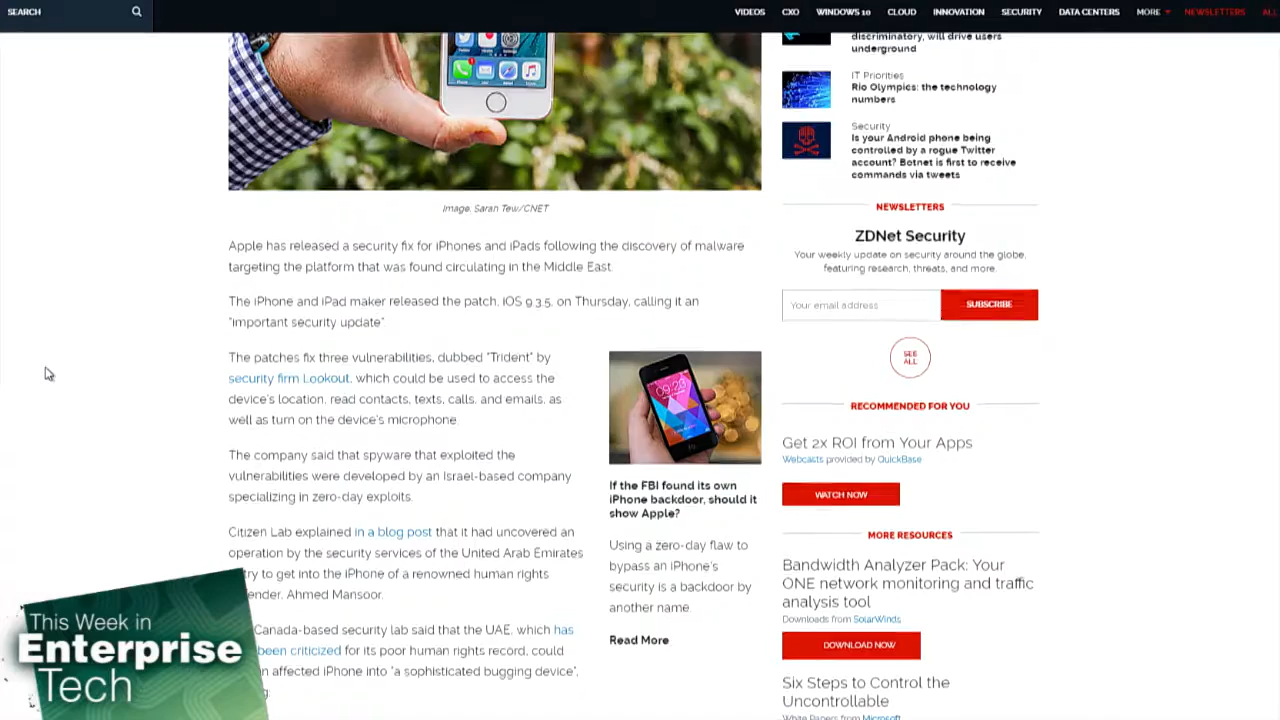 SEARCH
VIDEOS CXO WINDOWS 10 CLOUD INNOVATION SECURITY DATA CENTERS MORE NEWSLETTERS
Image: Sarah Tew/CNET
Apple has released a security fix for iPhones and iPads following the discovery of malware
targeting the platform that was found circulating in the Middle East.
The iPhone and iPad maker released the patch, iOS 9.3.5, on Thursday, calling it an
"important security update"
The patches fix three vulnerabilities, dubbed "Trident" by
security firm Lookout, which could be used to access the
device's location, read contacts, texts, calls, and emails, as
well as turn on the device's microphone.
The company said that spyware that exploited the
vulnerabilities were developed by an Israel-based company
specializing in zero-day exploits.
Citizen Lab explained in a blog post that it had uncovered an
operation by the security services of the United Arab Emirates
try to get into the iPhone of a renowned human rights
ender, Ahmed Mansoor.
Canada-based security lab said that the UAE, which has
been criticized for its poor human rights record, could
n affected iPhone into "a sophisticated bugging device",
g:
09:20
If the FBI found its own
iPhone backdoor, should it
show Apple?
Using a zero-day flaw to
bypass an iPhone's
security is a backdoor by
another name.
Read More
discriminatory, will drive users
underground
IT Priorities
Rio Olympics: the technology
numbers
Security
Is your Android phone being
controlled by a rogue Twitter
account? Botnet is first to receive
commands via tweets
NEWSLETTERS
ZDNet Security
Your weekly update on security around the globe,
featuring research, threats, and more.
Your email address
SUBSCRIBE
SEE
ALL
RECOMMENDED FOR YOU
Get 2x ROI from Your Apps
Webcasts provided by QuickBase
WATCH NOW
MORE RESOURCES
Bandwidth Analyzer Pack: Your
ONE network monitoring and traffic
analysis tool
Downloads from SolarWinds
DOWNLOAD NOW
Six Steps to Control the
Uncontrollable
White Papers from Microsoft
This Week in
Enterprise
Tech